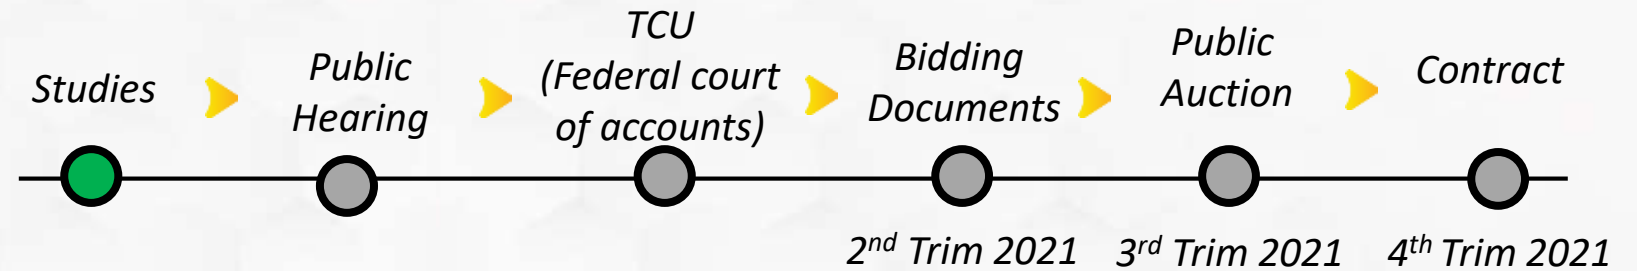 Studies
Public
Hearing
TCU
(Federal court
of accounts)
Bidding
Documents
Public
Auction
Contract
2nd Trim 2021
3rd Trim 2021
4th Trim 2021